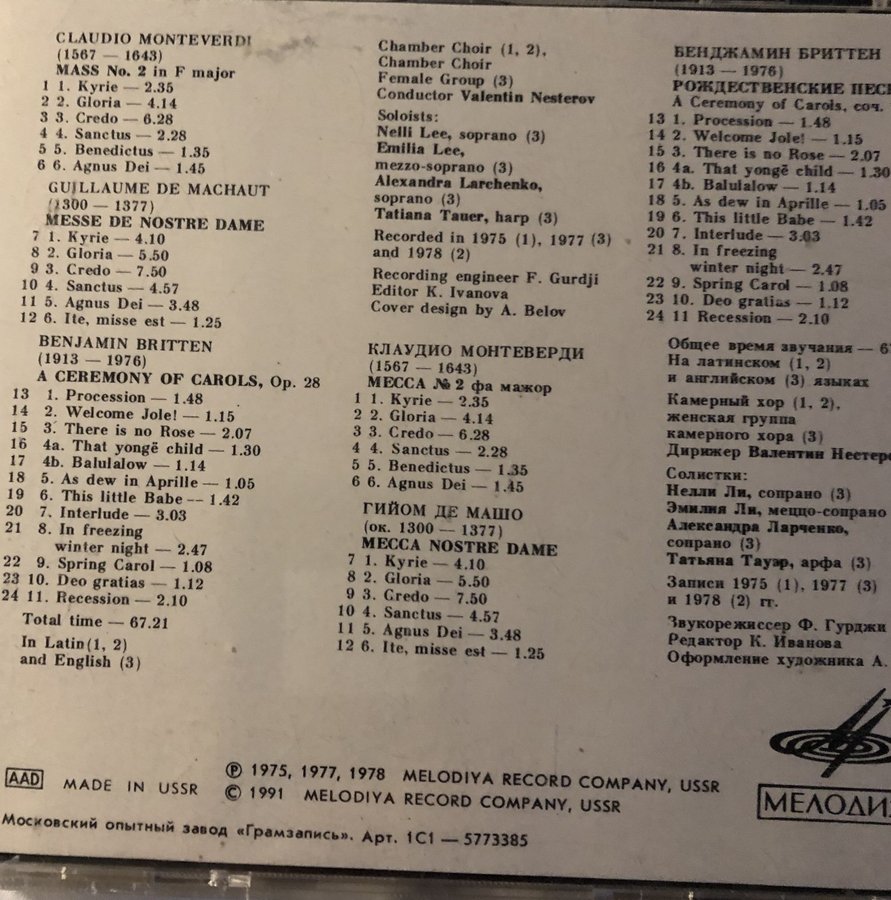 CLAUDIO MONTEVERDI
(1567 — 1643)
MASS No. 2 in F major
1 1. Kyrie — 2.35
2 2. Gloria — 4.14
3 3. Credo — 6.28
4 4. Sanctus — 2.28
5 5. Benedictus — 1.35
6 6. Agnus Dei — 1.45
GUILLAUME DE MACHAUT
(1300 — 1377)
MESSE DE NOSTRE DAME
7 1. Kyrie — 4.10
8 2. Gloria — 5.50
9 3. Credo — 7.50
10 4. Sanctus — 4.57
11 5. Agnus Dei — 3.48
12 6. Ite, misse est — 1.25
BENJAMIN BRITTEN
(1913 — 1976)
A CEREMONY OF CAROLS, Op. 28
13 1. Procession — 1.48
14 2. Welcome Jole! — 1.15
15 3. There is no Rose — 2.07
16 4a. That yongë child — 1.30
17 4b. Balulalow — 1.14
18 5. As dew in Aprille — 1.05
19 6. This little Babe — 1.42
20 7. Interlude — 3.03
21 8. In freezing
winter night — 2.47
22 9. Spring Carol — 1.08
23 10. Deo gratias — 1.12
24 11. Recession — 2.10
Total time — 67.21
In Latin (1, 2)
and English (3)
Chamber Choir (1, 2),
Chamber Choir
Female Group (3)
Conductor Valentin Nesterov
Soloists:
Nelli Lee, soprano (3)
Emilia Lee,
mezzo-soprano (3)
Alexandra Larchenko,
soprano (3)
Tatiana Tauer, harp (3)
Recorded in 1975 (1), 1977 (3)
and 1978 (2)
Recording engineer F. Gurdji
Editor K. Ivanova
Cover design by A. Belov
КЛАУДИО МОНТЕВЕРДИ
(1567 — 1643)
МЕССА № 2 фа мажор
1 1. Kyrie — 2.35
2 2. Gloria — 4.14
3 3. Credo — 6.28
4 4. Sanctus — 2.28
5 5. Benedictus — 1.35
6 6. Agnus Dei — 1.45
ГИЙОМ ДЕ МАШО
(ок. 1300 — 1377)
МЕССА NOSTRE DAME
7 1. Kyrie — 4.10
8 2. Gloria — 5.50
9 3. Credo — 7.50
10 4. Sanctus — 4.57
11 5. Agnus Dei — 3.48
12 6. Ite, misse est — 1.25
БЕНДЖАМИН БРИТТЕН
(1913 — 1976)
РОЖДЕСТВЕНСКИЕ
A Ceremony of Carols, соч.
13 1. Procession — 1.48
14 2. Welcome Jole! — 1.15
15 3. There is no Rose — 2.07
16 4a. That yongë child — 1.30
17 4b. Balulalow — 1.14
18 5. As dew in Aprille — 1.05
19 6. This little Babe — 1.42
20 7. Interlude — 3.03
21 8. In freezing
winter night — 2.47
22 9. Spring Carol — 1.08
23 10. Deo gratias — 1.12
24 11 Recession — 2.10
Общее время звучания —
На латинском (1, 2)
и английском (3) языках
Камерный хор (1, 2),
женская группа
камерного хора (3)
Дирижер Валентин
Солистки:
Нелли Ли, сопрано (3)
Эмилия Ли, меццо-сопрано
Александра Ларченко,
сопрано (3)
Татьяна Тауэр, арфа (3)
Записи 1975 (1), 1977 (3)
и 1978 (2) гг.
Звукорежиссер Ф. Гурджи
Редактор К. Иванова
Оформление художника А.
AAD MADE IN USSR
Ⓟ 1975, 1977, 1978 MELODIYA RECORD COMPANY, USSR
© 1991 MELODIYA RECORD COMPANY, USSR
Московский опытный завод «Грамзапись». Арт. 1С1 — 5773385